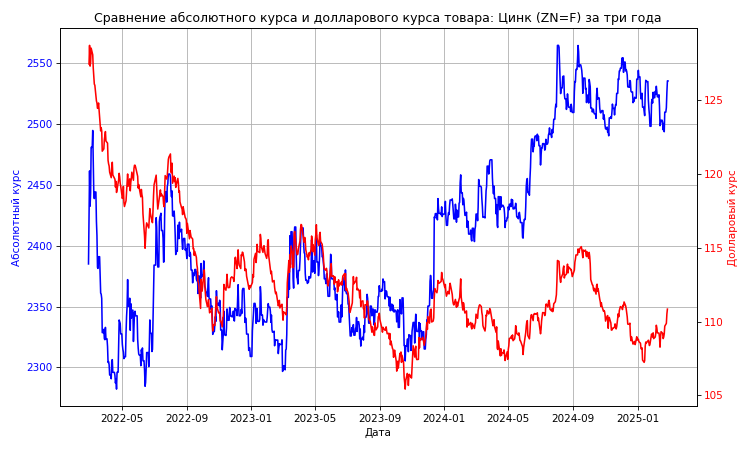 Сравнение абсолютного курса и долларового курса товара: Цинк (ZN=F) за три года
Абсолютный курс
2550
2500
2450
2400
2350
2300
125
120
115
110
105
Долларовый курс
2022-05 2022-09 2023-01 2023-05 2023-09 2024-01 2024-05 2024-09 2025-01
Дата